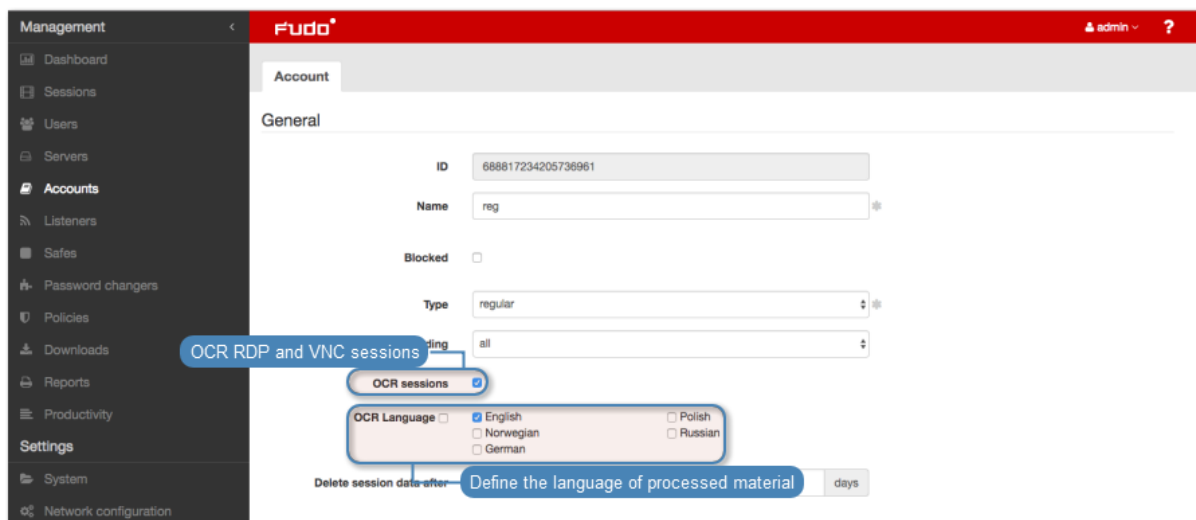 Management
Fudo
admin
?
Dashboard
Account
Sessions
Users
General
Servers
ID 688817234205736961
Accounts
Name reg
Listeners
Safes
Blocked
Password changers
Type regular
Policies
Downloads
OCR RDP and VNC sessions
ding all
Reports
OCR sessions
Productivity
OCR Language English Polish
Norwegian Russian
Settings
German
System
Delete session data after Define the language of processed material days
Network configuration